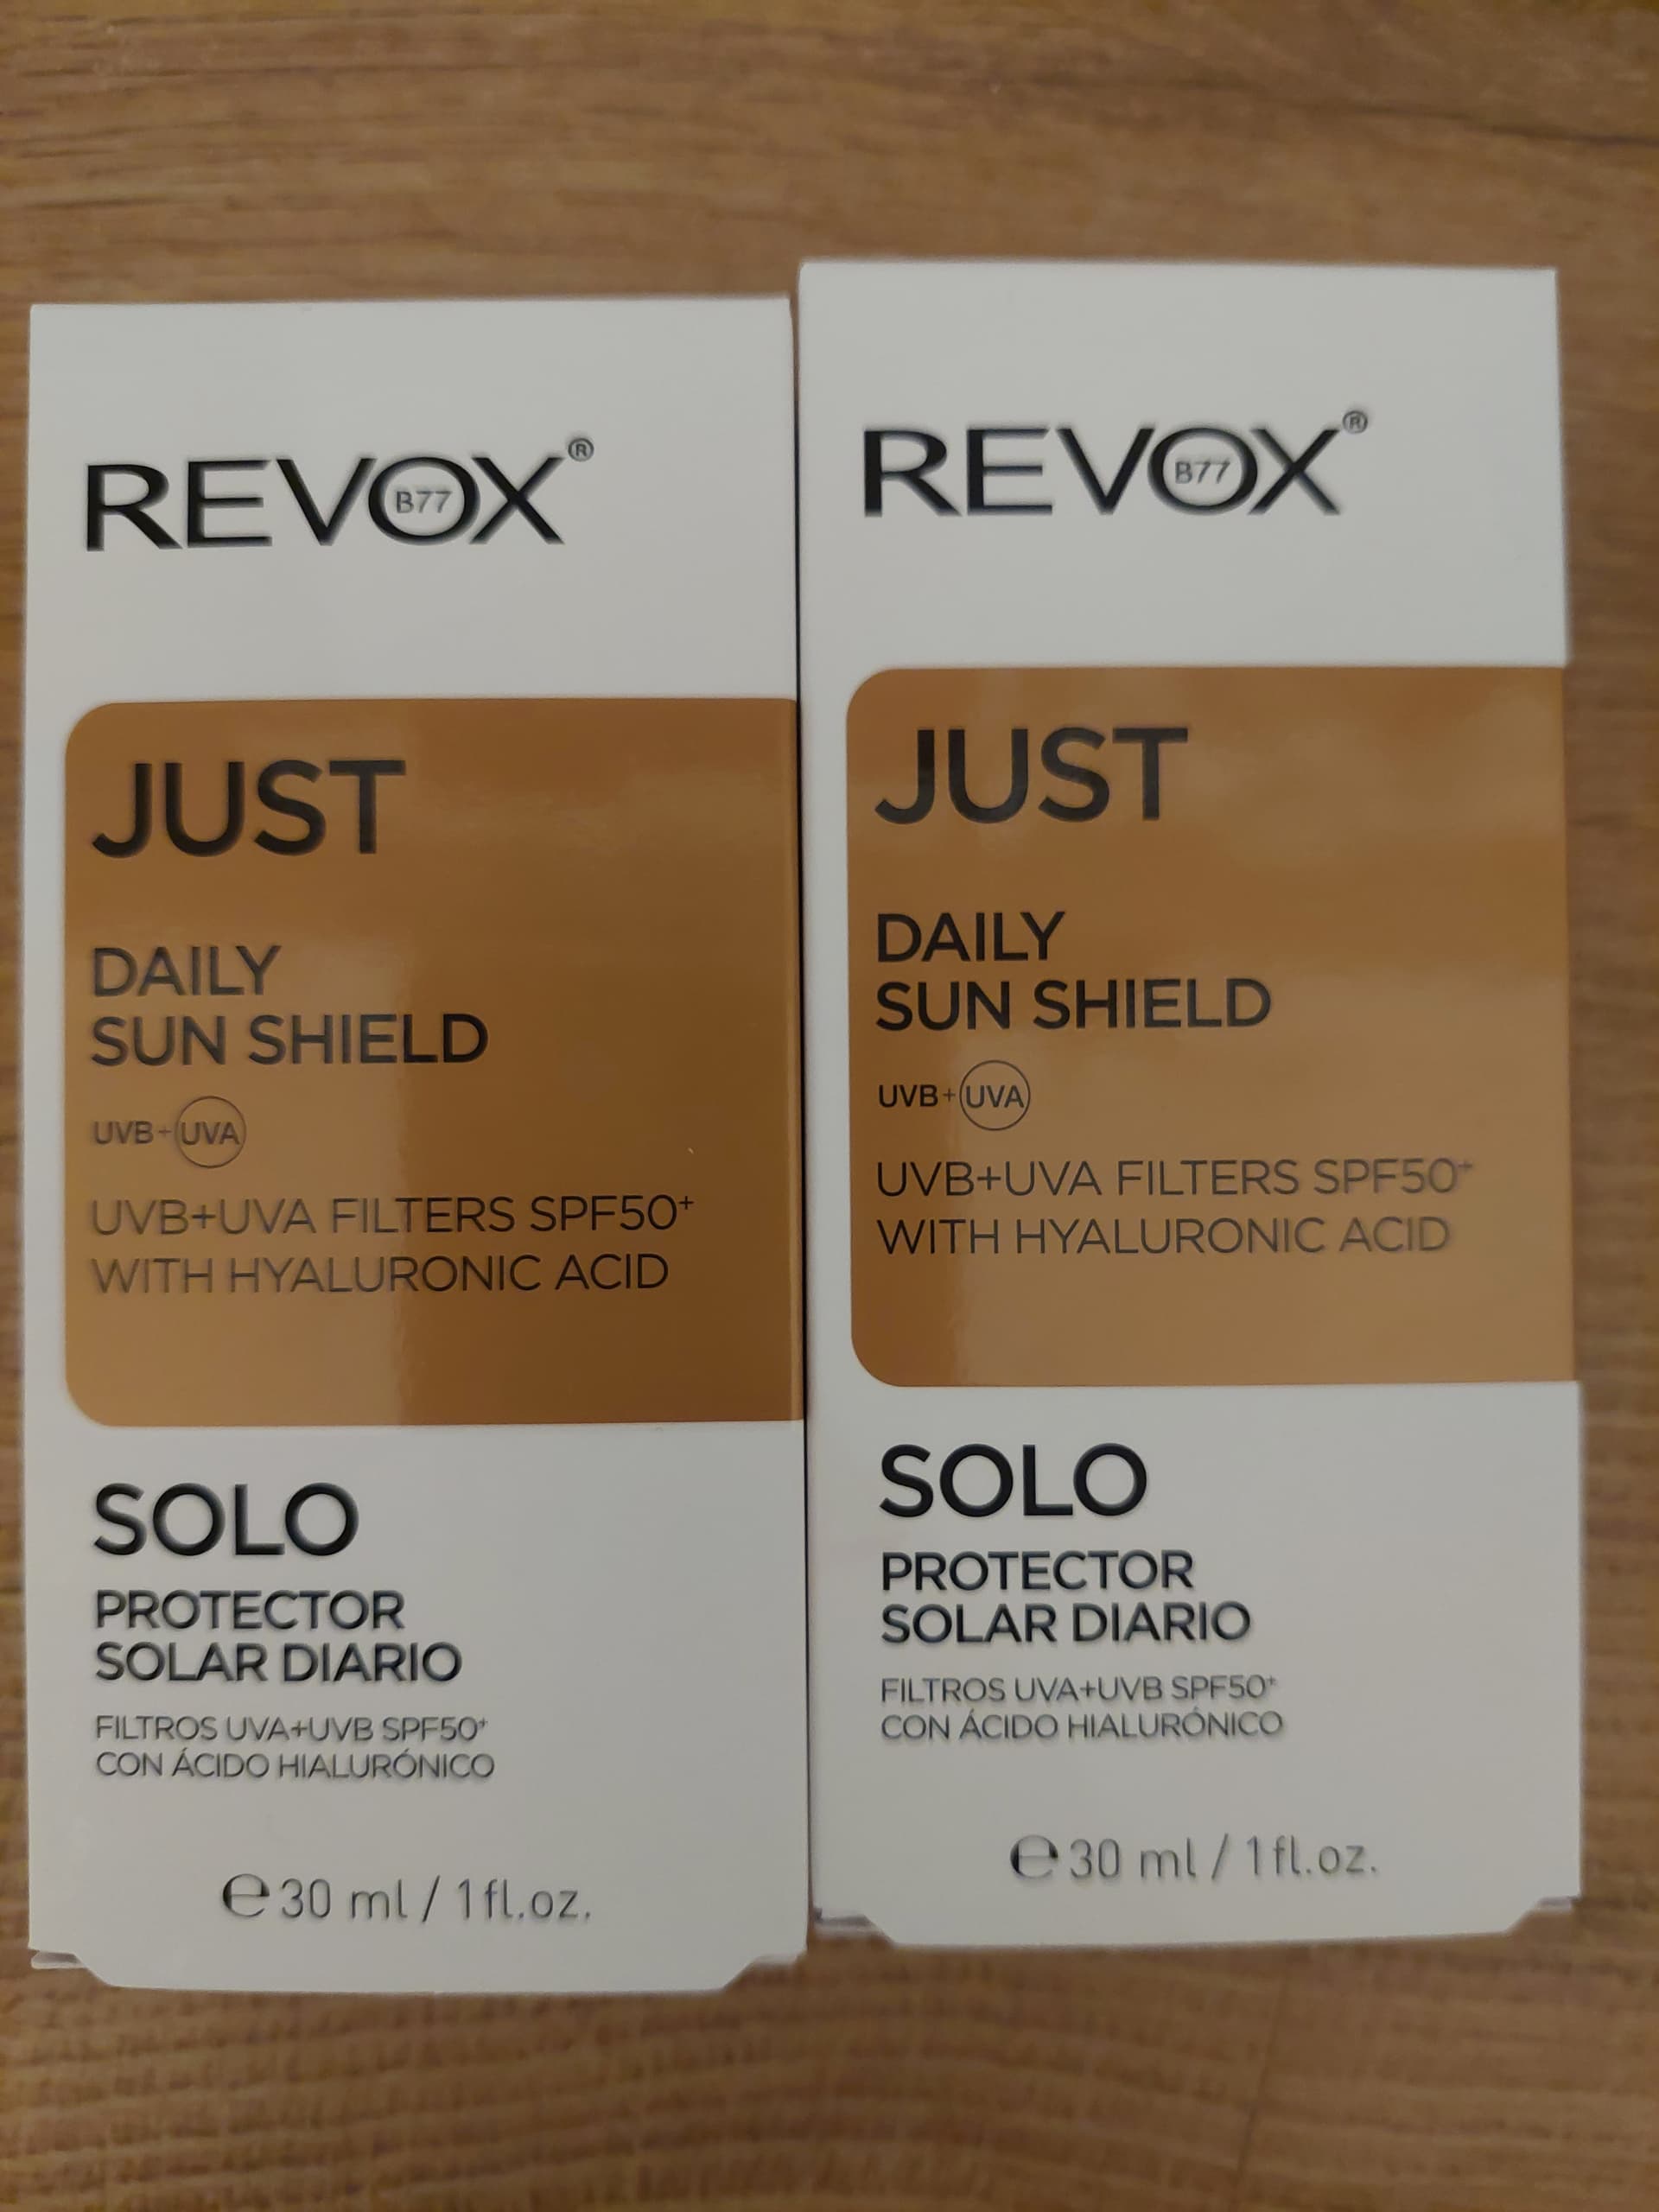 REVOX®
B77
JUST
DAILY
SUN SHIELD
UVB+UVA
UVB+UVA FILTERS SPF50+
WITH HYALURONIC ACID
SOLO
PROTECTOR
SOLAR DIARIO
FILTROS UVA+UVB SPF50+
CON ÁCIDO HIALURÓNICO
℮30 ml / 1fl.oz.
REVOX®
B77
JUST
DAILY
SUN SHIELD
UVB+UVA
UVB+UVA FILTERS SPF50+
WITH HYALURONIC ACID
SOLO
PROTECTOR
SOLAR DIARIO
FILTROS UVA+UVB SPF50+
CON ÁCIDO HIALURÓNICO
℮30 ml / 1fl.oz.